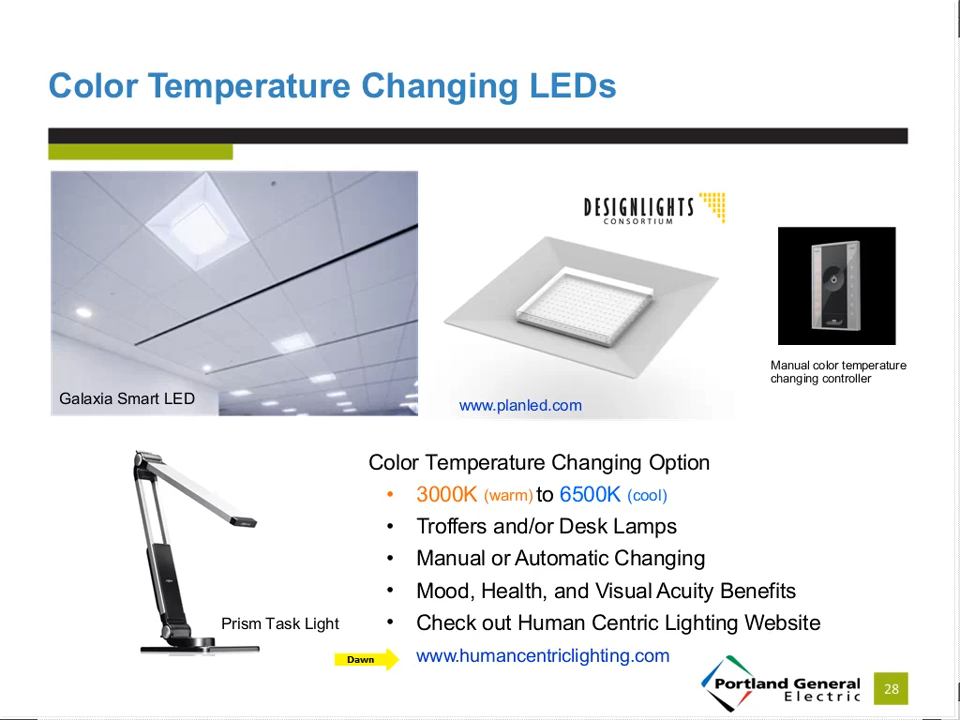 Color Temperature Changing LEDs
DESIGNLIGHTS
CONSORTIUM
Manual color temperature
changing controller
Galaxia Smart LED
www.planled.com
Color Temperature Changing Option
• 3000K (warm) to 6500K (cool)
• Troffers and/or Desk Lamps
• Manual or Automatic Changing
• Mood, Health, and Visual Acuity Benefits
• Check out Human Centric Lighting Website
Prism Task Light
Dawn
www.humancentriclighting.com
Portland General
Electric
28